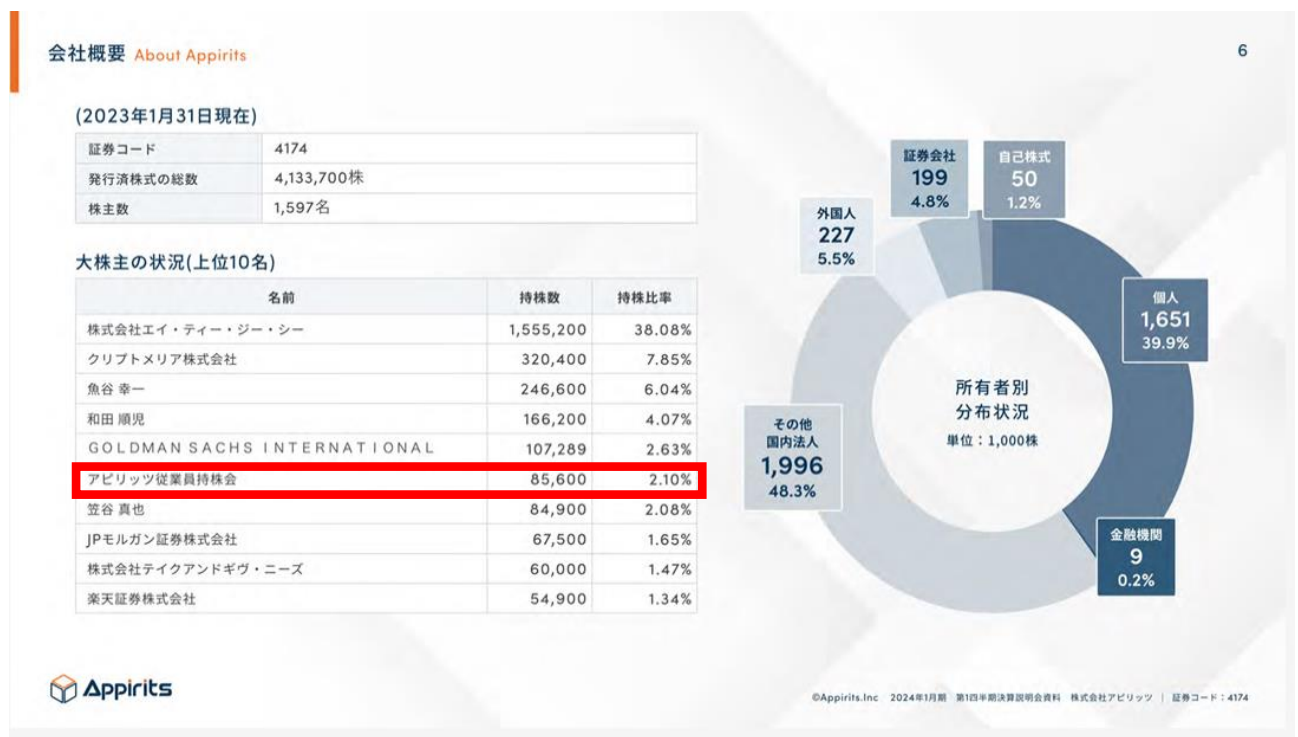 会社概要 About Appirits
6
(2023年1月31日現在)
証券コード 4174
発行済株式の総数 4,133,700株
株主数 1,597名
大株主の状況(上位10名)
名前 持株数 持株比率
株式会社エイ・ティー・ジー・シー 1,555,200 38.08%
クリプトメリア株式会社 320,400 7.85%
魚谷 幸一 246,600 6.04%
和田 順児 166,200 4.07%
ＧＯＬＤＭＡＮ ＳＡＣＨＳ ＩＮＴＥＲＮＡＴＩＯＮＡＬ 107,289 2.63%
アピリッツ従業員持株会 85,600 2.10%
笠谷 真也 84,900 2.08%
JPモルガン証券株式会社 67,500 1.65%
株式会社テイクアンドギヴ・ニーズ 60,000 1.47%
楽天証券株式会社 54,900 1.34%
証券会社
199
4.8%
自己株式
50
1.2%
外国人
227
5.5%
個人
1,651
39.9%
所有者別
分布状況
単位：1,000株
その他
国内法人
1,996
48.3%
金融機関
9
0.2%
Appirits
©Appirits.Inc 2024年1月期 第1四半期決算説明会資料 株式会社アピリッツ | 証券コード：4174